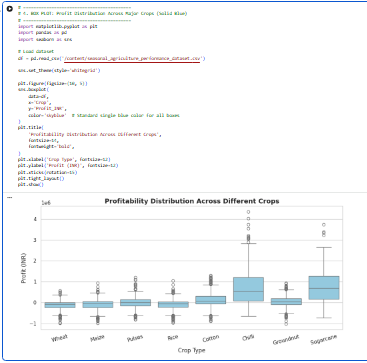 # ------------------------------------------
# 4. BOX PLOT: Profit Distribution Across Major Crops (Solid Blue)
# ------------------------------------------
import matplotlib.pyplot as plt
import pandas as pd
import seaborn as sns
# Load dataset
df = pd.read_csv('/content/seasonal_agriculture_performance_dataset.csv')
sns.set_theme(style='whitegrid')
plt.figure(figsize=(10, 5))
sns.boxplot(
data=df,
x='Crop',
y='Profit_INR',
color='skyblue' # Standard single blue color for all boxes
)
plt.title(
'Profitability Distribution Across Different Crops',
fontsize=14,
fontweight='bold',
)
plt.xlabel('Crop Type', fontsize=12)
plt.ylabel('Profit (INR)', fontsize=12)
plt.xticks(rotation=15)
plt.tight_layout()
plt.show()
...
Profitability Distribution Across Different Crops
1e6
4
3
2
1
0
−1
Profit (INR)
Wheat Maize Pulses Rice Cotton Chilli Groundnut Sugarcane
Crop Type